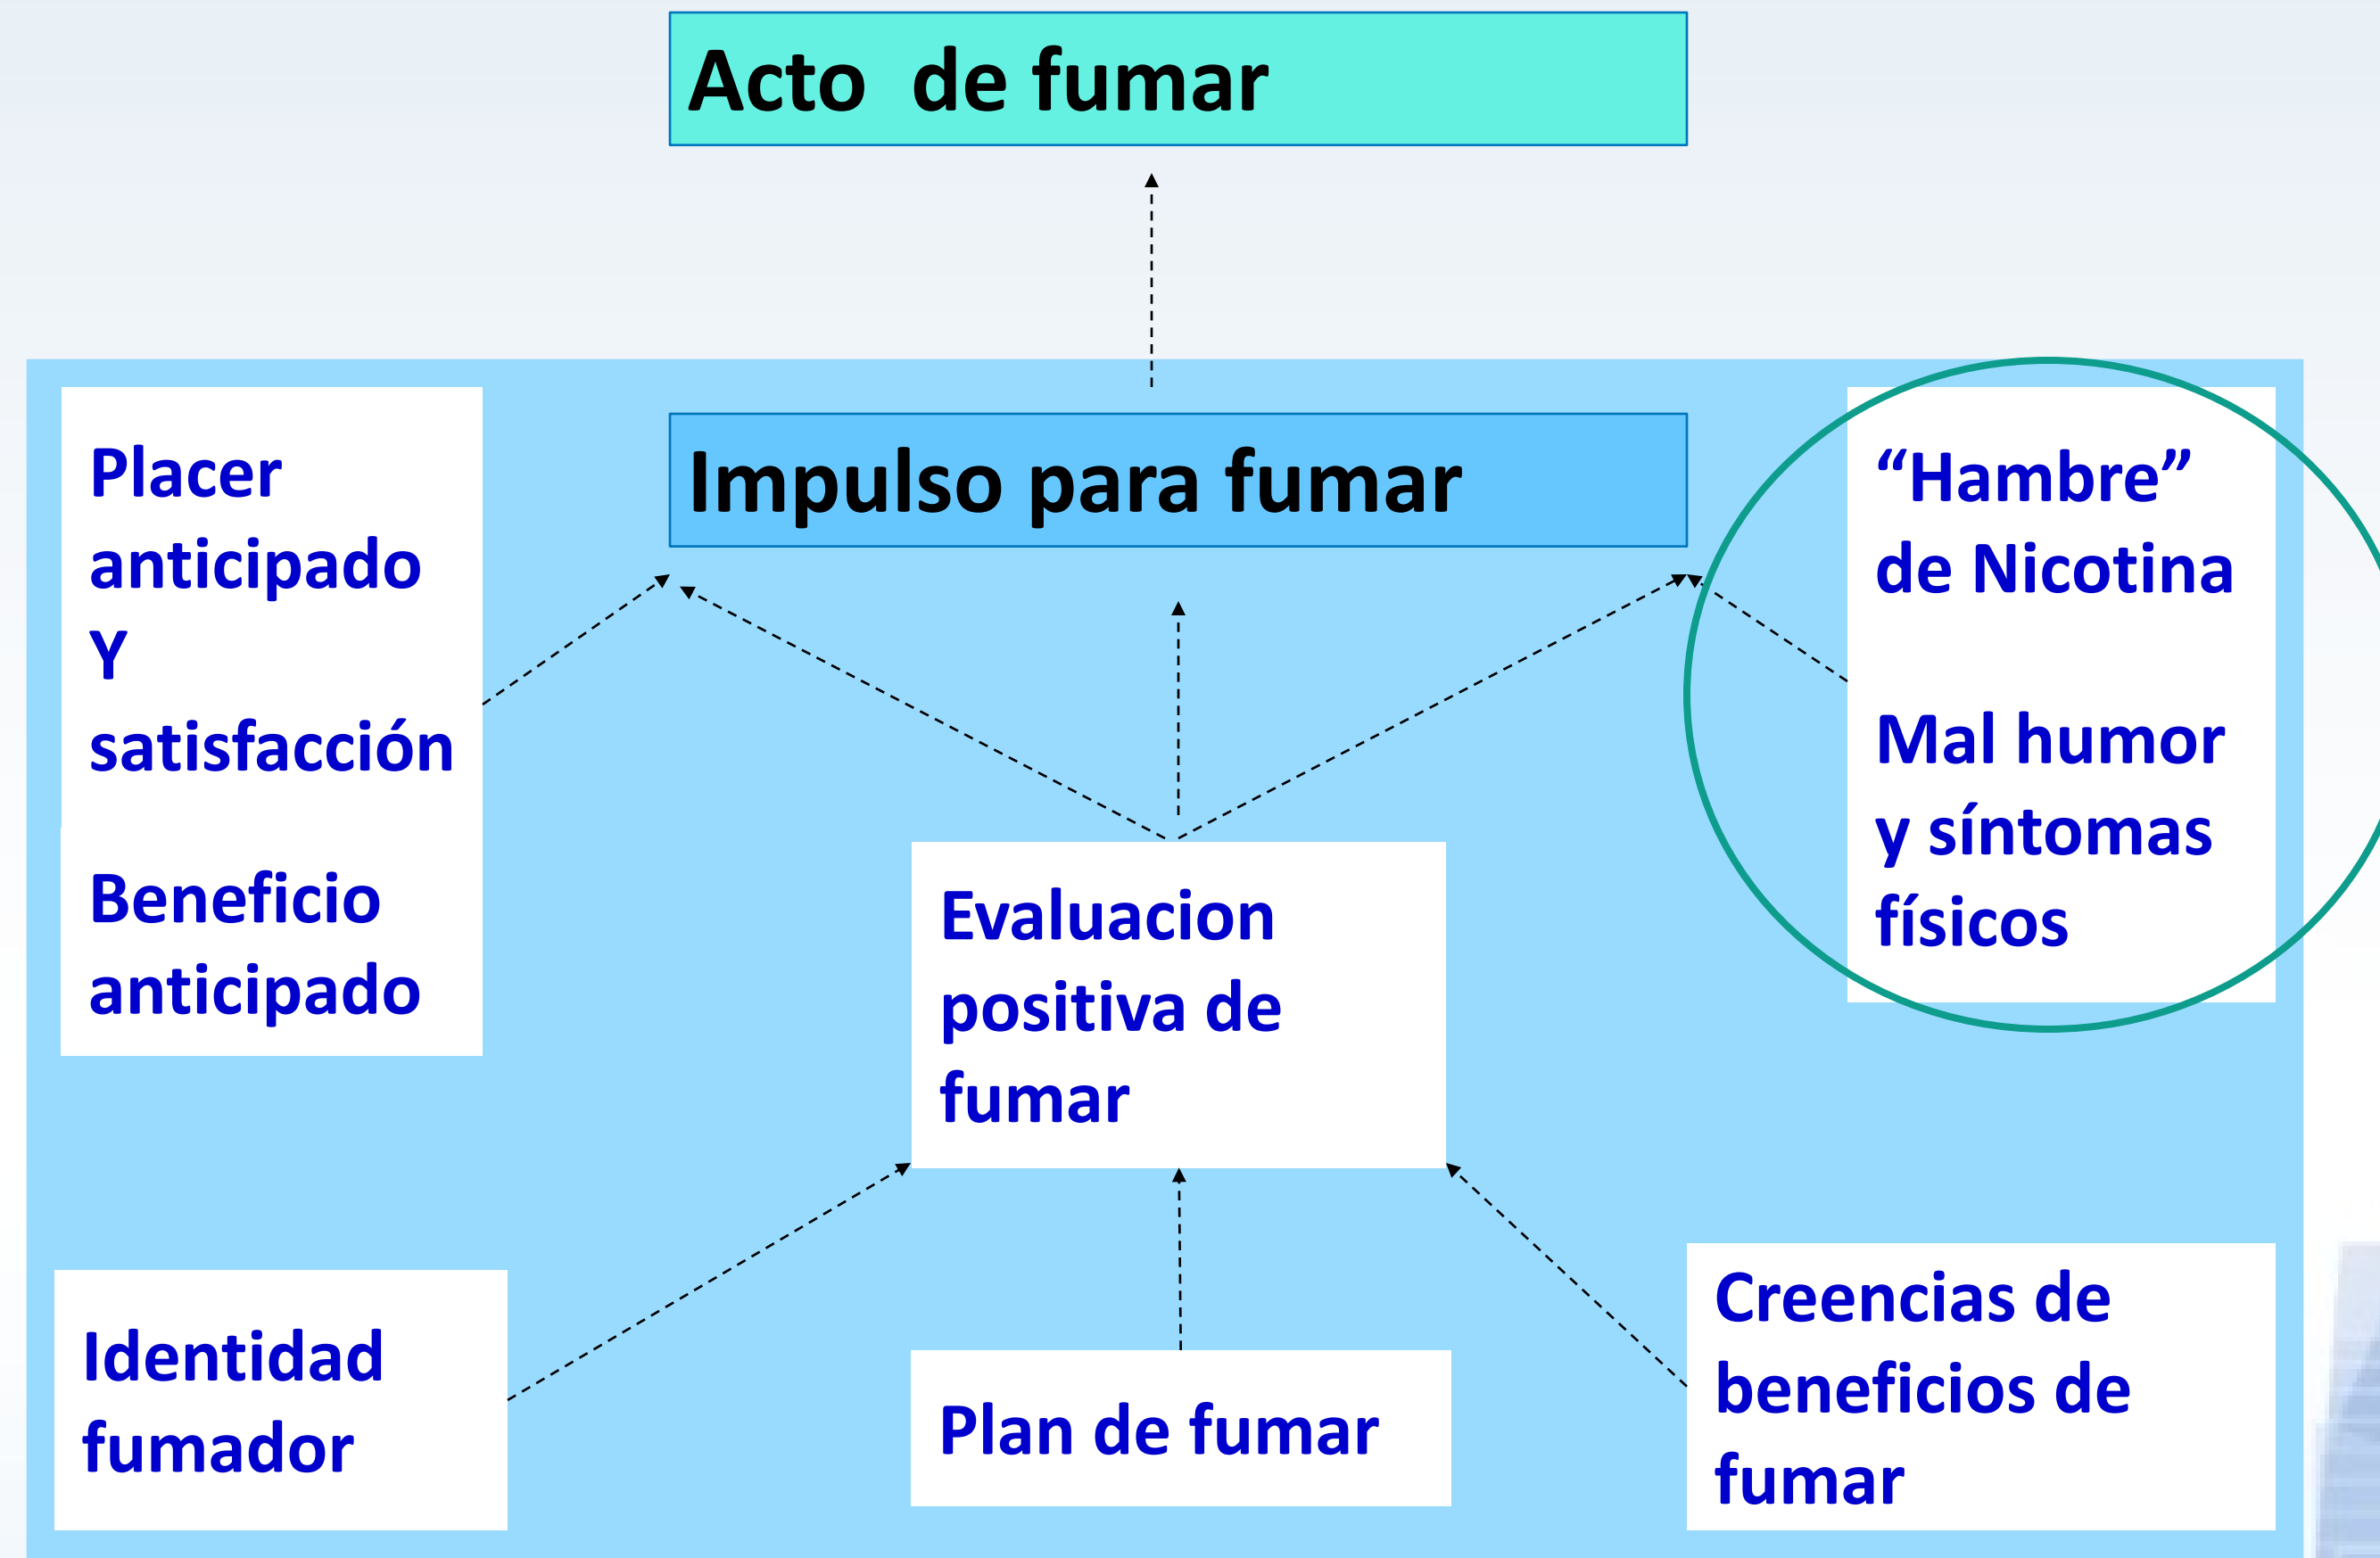 Acto de fumar
Impulso para fumar
Placer
anticipado
Y
satisfacción
Beneficio
anticipado
“Hambre”
de Nicotina
Mal humor
y síntomas
físicos
Evaluacion
positiva de
fumar
Identidad
fumador
Plan de fumar
Creencias de
beneficios de
fumar